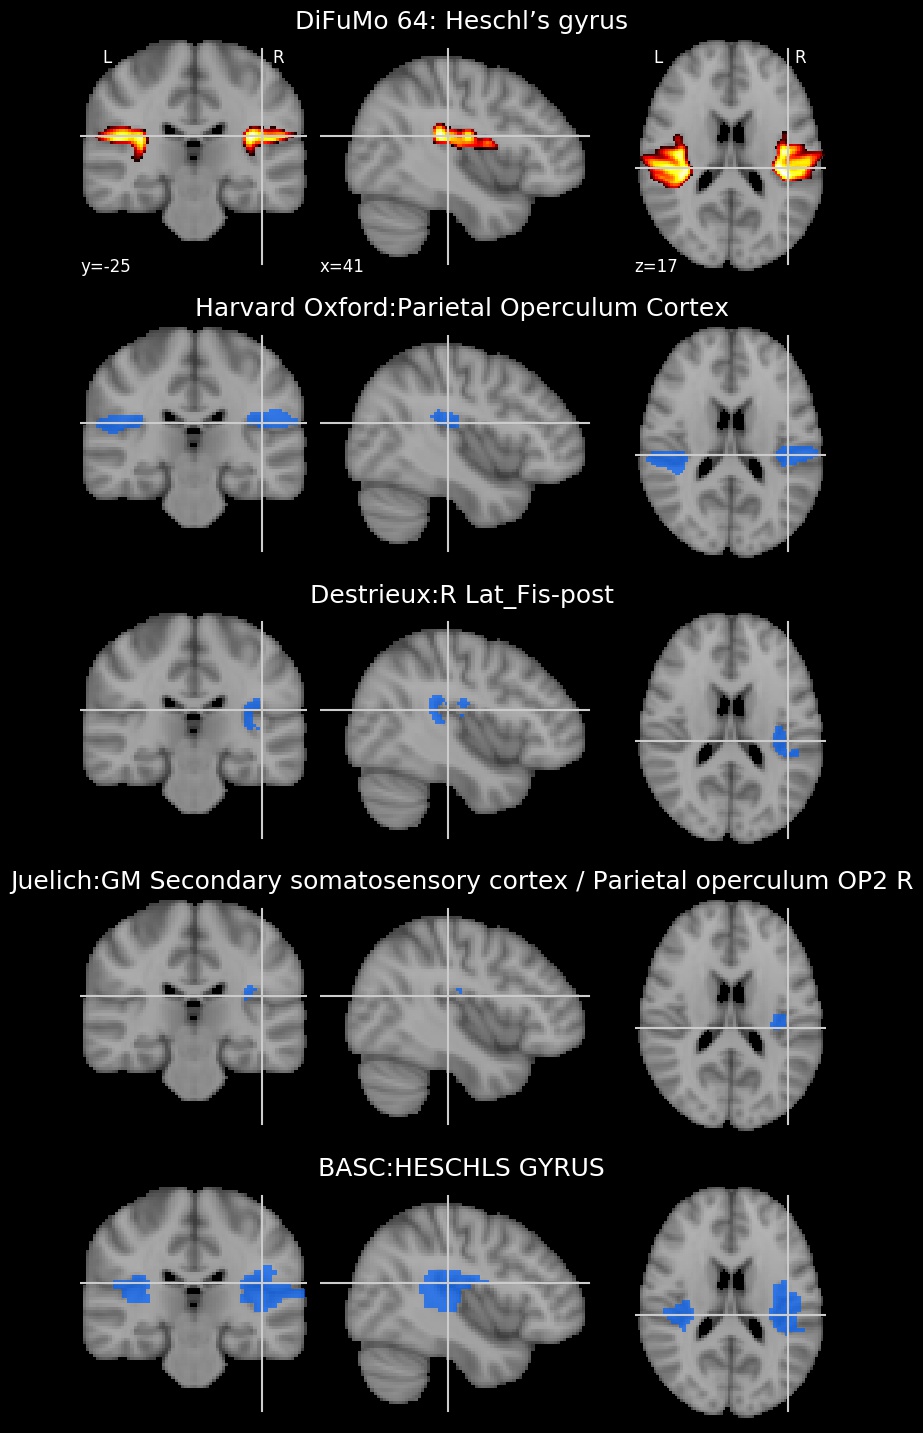 DiFuMo 64: Heschl’s gyrus
L R L R
y=-25 x=41 z=17
Harvard Oxford:Parietal Operculum Cortex
Destrieux:R Lat_Fis-post
Juelich:GM Secondary somatosensory cortex / Parietal operculum OP2 R
BASC:HESCHLS GYRUS